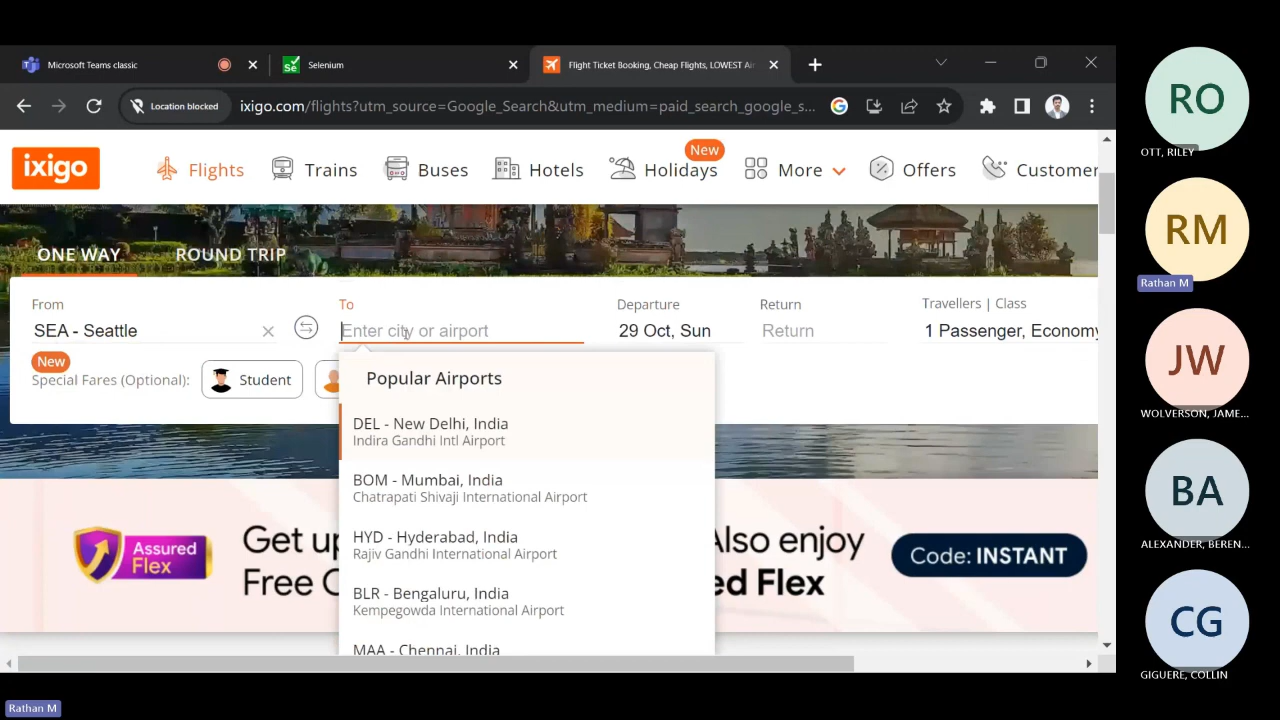 Microsoft Teams classic
Selenium
Flight Ticket Booking, Cheap Flights, LOWEST Air
Location blocked
ixigo.com/flights?utm_source=Google_Search&utm_medium=paid_search_google_s...
ixigo
Flights
Trains
Buses
Hotels
Holidays
New
More
Offers
Customer
ONE WAY
ROUND TRIP
From
SEA - Seattle
To
Enter city or airport
Departure
29 Oct, Sun
Return
Return
Travellers | Class
1 Passenger, Economy
New
Special Fares (Optional):
Student
Popular Airports
DEL - New Delhi, India
Indira Gandhi Intl Airport
BOM - Mumbai, India
Chatrapati Shivaji International Airport
HYD - Hyderabad, India
Rajiv Gandhi International Airport
BLR - Bengaluru, India
Kempegowda International Airport
MAA - Chennai, India
Assured
Flex
Get up
Free C
Also enjoy
ed Flex
Code: INSTANT
RO
OTT, RILEY
RM
Rathan M
JW
WOLVERSON, JAME...
BA
ALEXANDER, BEREN...
CG
GIGUERE, COLLIN
Rathan M